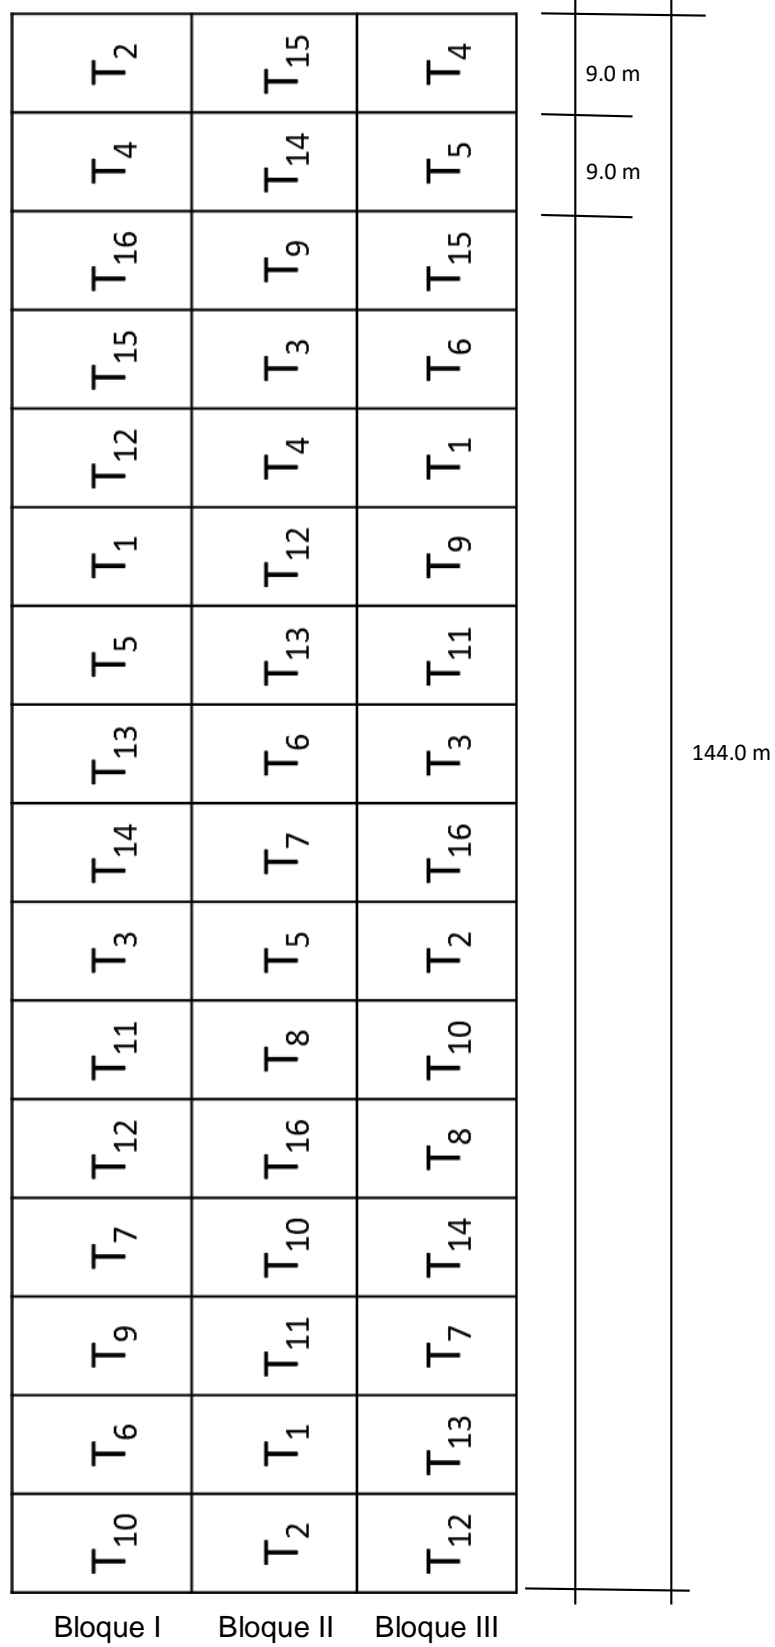 T2 T15 T4 9.0 m
T4 T14 T5 9.0 m
T16 T9 T15
T15 T3 T6
T12 T4 T1
T1 T12 T9
T5 T13 T11
T13 T6 T3 144.0 m
T14 T7 T16
T3 T5 T2
T11 T8 T10
T12 T16 T8
T7 T10 T14
T9 T11 T7
T6 T1 T13
T10 T2 T12
Bloque I Bloque II Bloque III